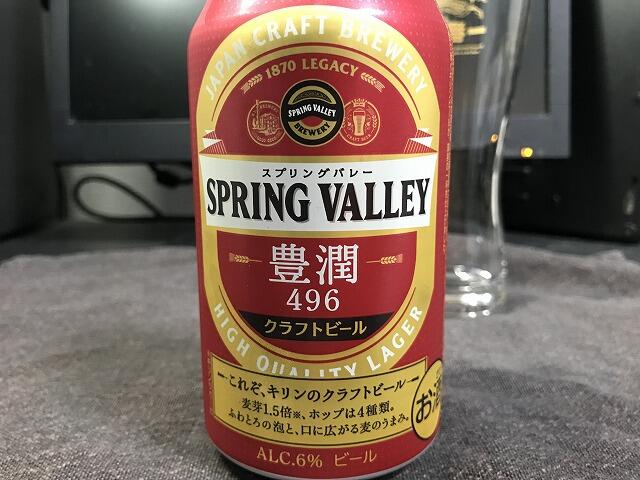 JAPAN CRAFT BREWERY
1870 LEGACY
SPRING VALLEY
BREWERY
スプリングバレー
SPRING VALLEY
豊潤
496
クラフトビール
HIGH QUALITY LAGER
これぞ、キリンのクラフトビール
麦芽1.5倍※、ホップは4種類。
ふわとろの泡と、口に広がる麦のうまみ。
お酒
ALC.6% ビール